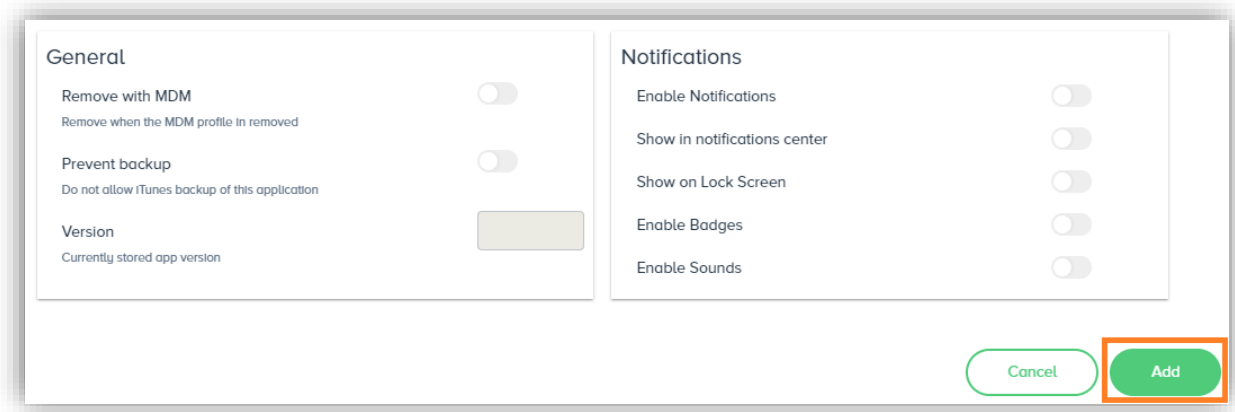 General
Remove with MDM
Remove when the MDM profile in removed
Prevent backup
Do not allow iTunes backup of this application
Version
Currently stored app version
Notifications
Enable Notifications
Show in notifications center
Show on Lock Screen
Enable Badges
Enable Sounds
Cancel
Add